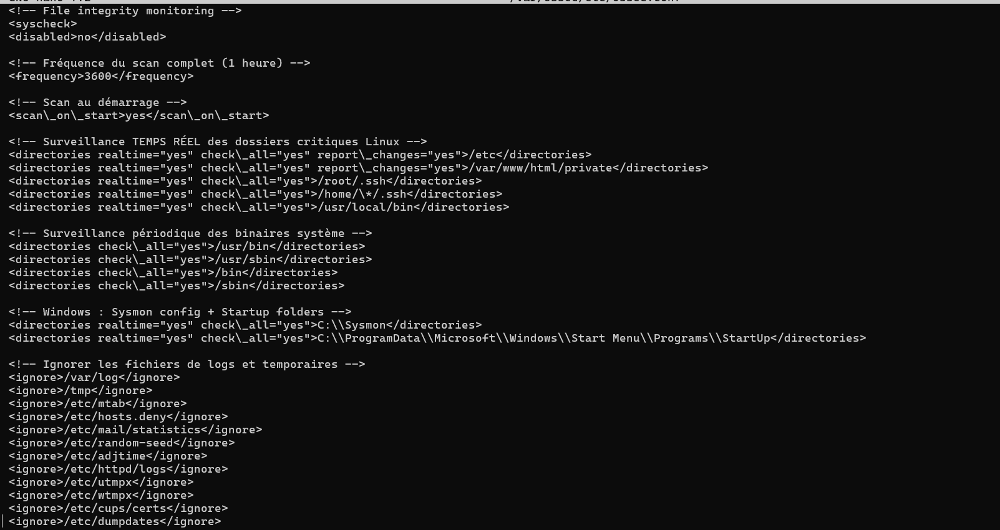 <!-- File integrity monitoring -->
<syscheck>
<disabled>no</disabled>
<!-- Fréquence du scan complet (1 heure) -->
<frequency>3600</frequency>
<!-- Scan au démarrage -->
<scan\_on\_start>yes</scan\_on\_start>
<!-- Surveillance TEMPS RÉEL des dossiers critiques Linux -->
<directories realtime="yes" check\_all="yes" report\_changes="yes">/etc</directories>
<directories realtime="yes" check\_all="yes" report\_changes="yes">/var/www/html/private</directories>
<directories realtime="yes" check\_all="yes">/root/.ssh</directories>
<directories realtime="yes" check\_all="yes">/home/\*/.ssh</directories>
<directories realtime="yes" check\_all="yes">/usr/local/bin</directories>
<!-- Surveillance périodique des binaires système -->
<directories check\_all="yes">/usr/bin</directories>
<directories check\_all="yes">/usr/sbin</directories>
<directories check\_all="yes">/bin</directories>
<directories check\_all="yes">/sbin</directories>
<!-- Windows : Sysmon config + Startup folders -->
<directories realtime="yes" check\_all="yes">C:\\Sysmon</directories>
<directories realtime="yes" check\_all="yes">C:\\ProgramData\\Microsoft\\Windows\\Start Menu\\Programs\\StartUp</directories>
<!-- Ignorer les fichiers de logs et temporaires -->
<ignore>/var/log</ignore>
<ignore>/tmp</ignore>
<ignore>/etc/mtab</ignore>
<ignore>/etc/hosts.deny</ignore>
<ignore>/etc/mail/statistics</ignore>
<ignore>/etc/random-seed</ignore>
<ignore>/etc/adjtime</ignore>
<ignore>/etc/httpd/logs</ignore>
<ignore>/etc/utmpx</ignore>
<ignore>/etc/wtmpx</ignore>
<ignore>/etc/cups/certs</ignore>
<ignore>/etc/dumpdates</ignore>